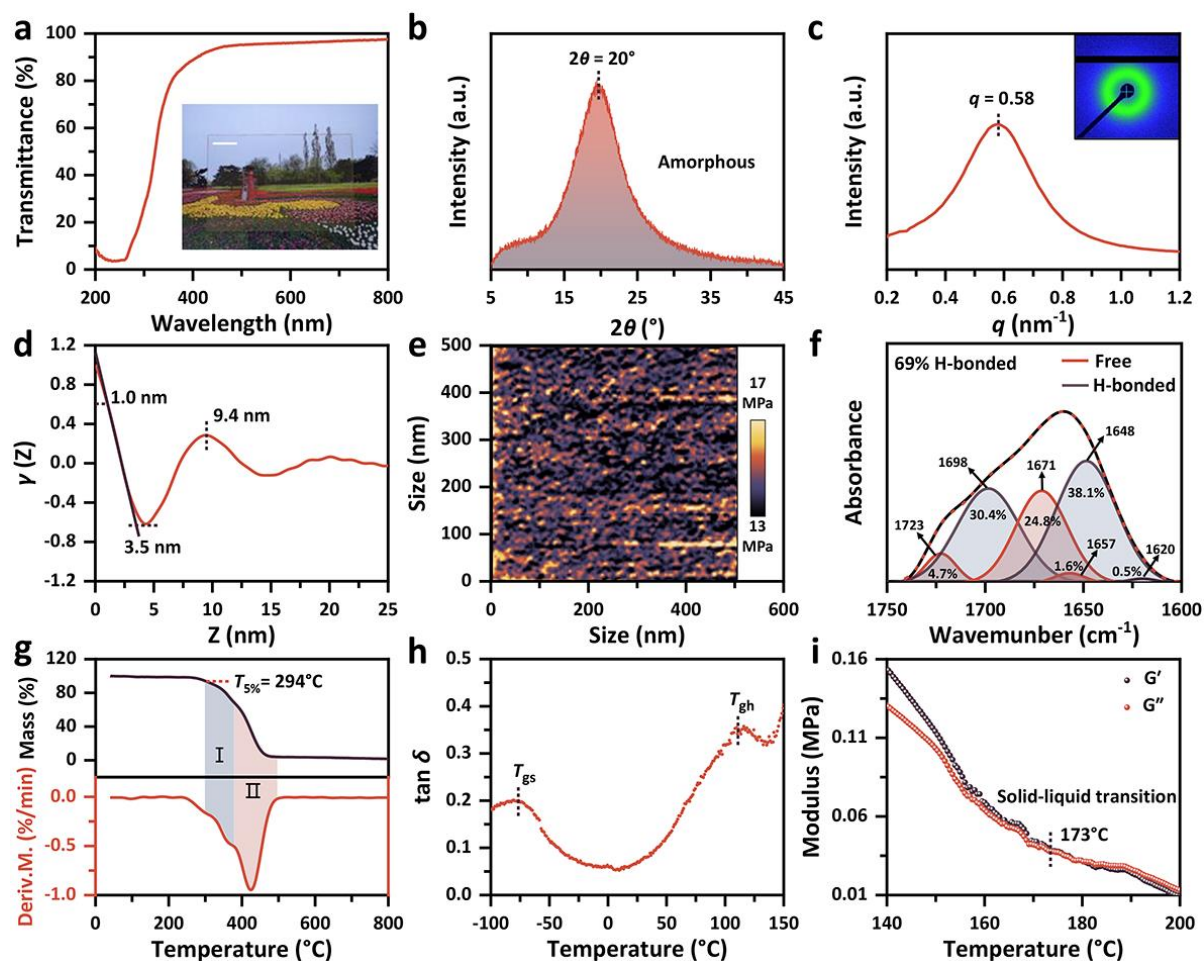 a
100
80
60
40
20
0
Transmittance (%)
200
400
600
800
Wavelength (nm)
b
2θ = 20°
Amorphous
Intensity (a.u.)
5
15
25
35
45
2θ (°)
c
q = 0.58
Intensity (a.u.)
0.2
0.4
0.6
0.8
1.0
1.2
q (nm⁻¹)
d
1.2
0.8
0.4
0.0
-0.4
-0.8
-1.2
γ (Z)
1.0 nm
9.4 nm
3.5 nm
0
5
10
15
20
25
Z (nm)
e
500
400
300
200
100
0
Size (nm)
17
MPa
13
MPa
0
200
400
600
Size (nm)
f
69% H-bonded
Free
H-bonded
Absorbance
1723
1698
1671
1648
1657
1620
4.7%
30.4%
24.8%
38.1%
1.6%
0.5%
1750
1700
1650
1600
Wavemunber (cm⁻¹)
g
120
80
40
0
Mass (%)
T5% = 294°C
I
II
0.0
-0.5
-1.0
Deriv.M. (%/min)
0
200
400
600
800
Temperature (°C)
h
0.5
0.4
0.3
0.2
0.1
0.0
tan δ
Tgs
Tgh
-100
-50
0
50
100
150
Temperature (°C)
i
0.16
0.11
0.06
0.01
Modulus (MPa)
G'
G"
Solid-liquid transition
173°C
140
160
180
200
Temperature (°C)